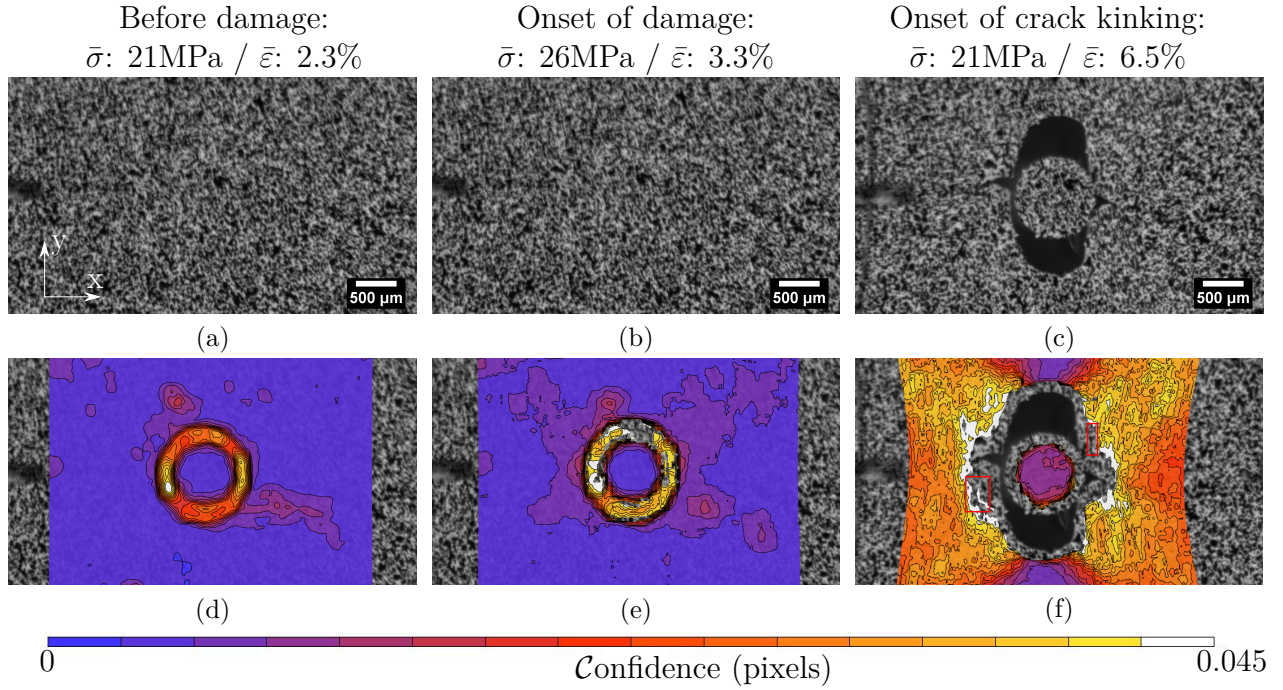 Before damage:
σ̄: 21MPa / ε̄: 2.3%
Onset of damage:
σ̄: 26MPa / ε̄: 3.3%
Onset of crack kinking:
σ̄: 21MPa / ε̄: 6.5%
y
x
500 µm
500 µm
500 µm
(a)
(b)
(c)
(d)
(e)
(f)
0
0.045
𝒞onfidence (pixels)